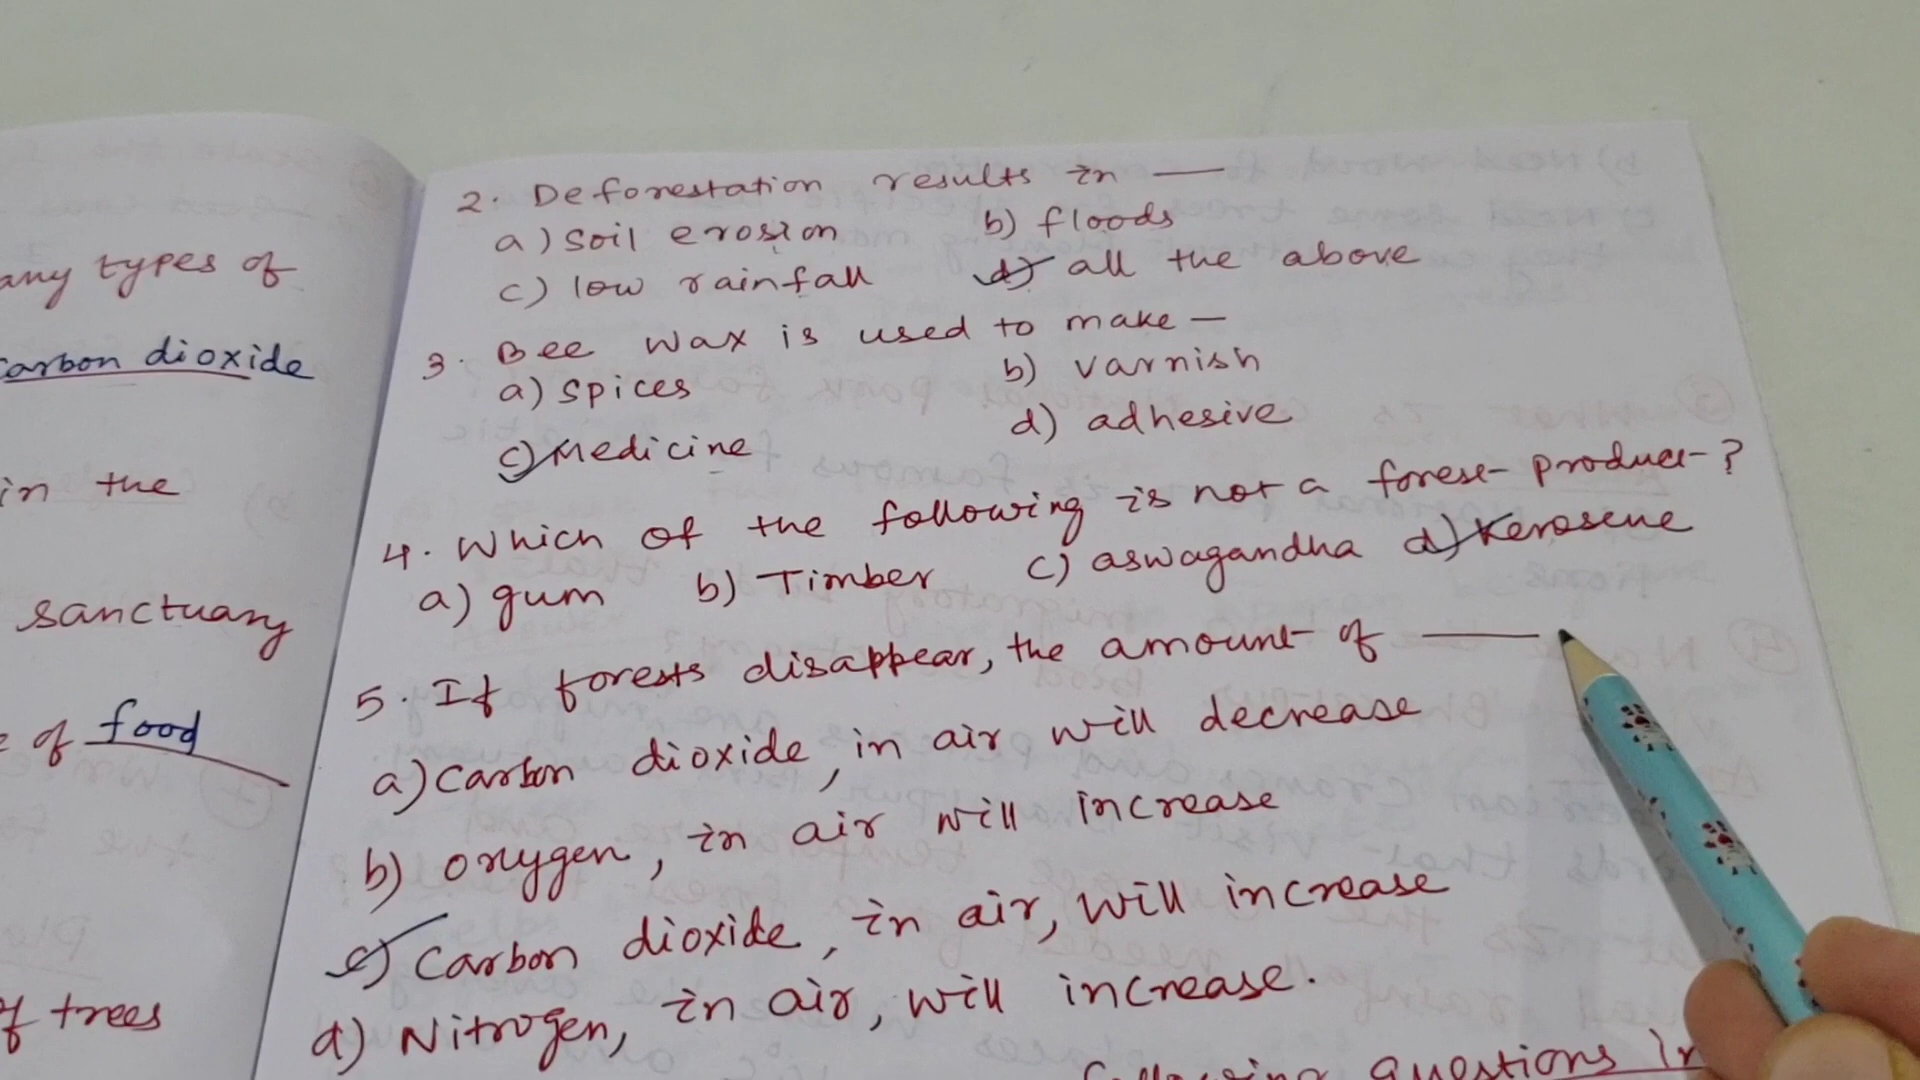 any types of
carbon dioxide
in the
sanctuary
of food
of trees
2. Deforestation results in —
a) soil erosion b) floods
c) low rainfall d) all the above
3. Bee wax is used to make —
a) spices b) varnish
c) Medicine d) adhesive
4. Which of the following is not a forest product?
a) gum b) Timber c) aswagandha d) Kerosene
5. If forests disappear, the amount of ——
a) Carbon dioxide, in air will decrease
b) oxygen, in air will increase
c) Carbon dioxide, in air, will increase
d) Nitrogen, in air, will increase.
following questions in